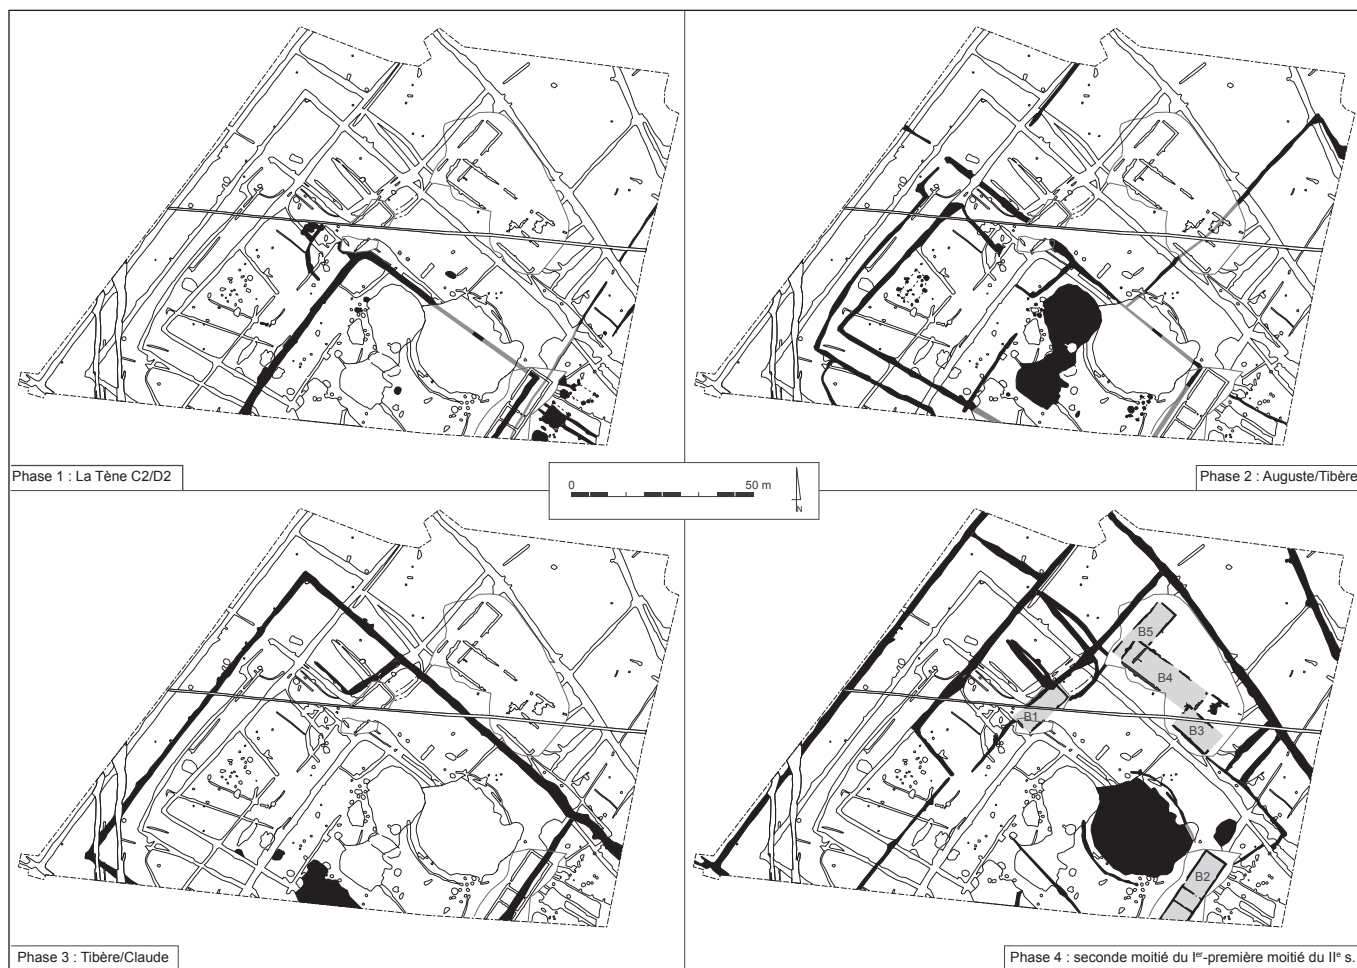 Phase 1 : La Tène C2/D2
Phase 2 : Auguste/Tibère
0 50 m
N
Phase 3 : Tibère/Claude
B5
B4
B1
B3
B2
Phase 4 : seconde moitié du Ier-première moitié du IIe s.